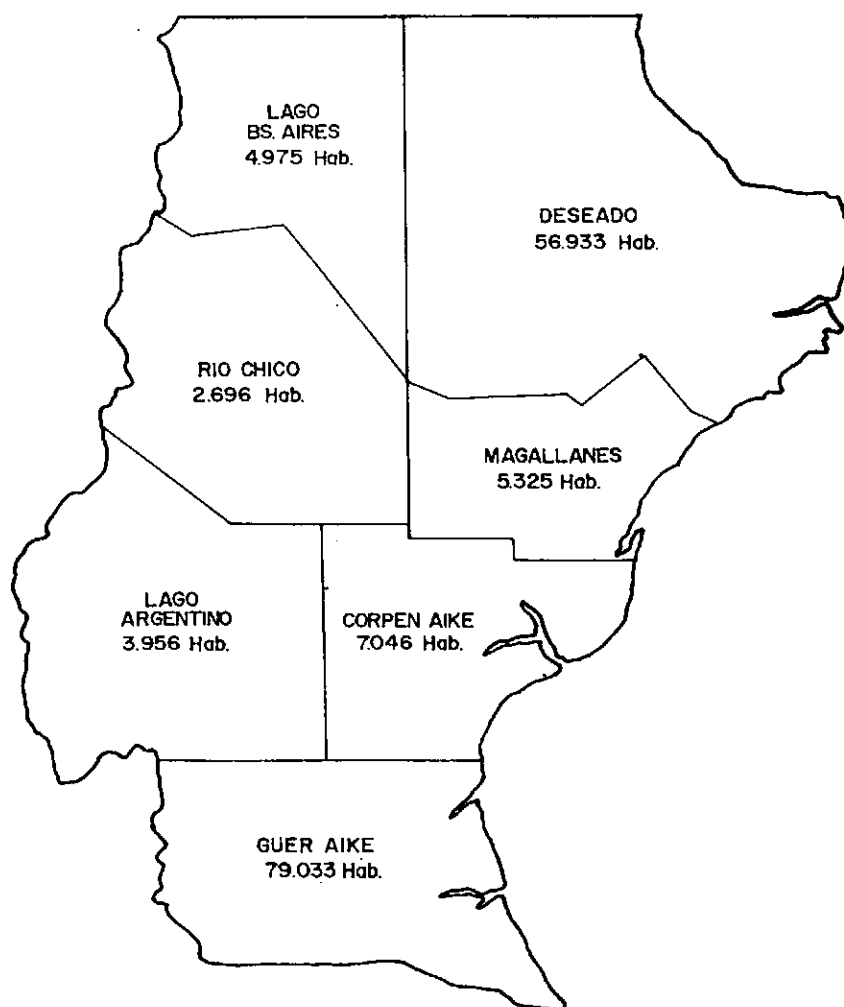 LAGO
BS. AIRES
4.975 Hab.
DESEADO
56.933 Hab.
RIO CHICO
2.696 Hab.
MAGALLANES
5.325 Hab.
LAGO
ARGENTINO
3.956 Hab.
CORPEN AIKE
7.046 Hab.
GUER AIKE
79.033 Hab.